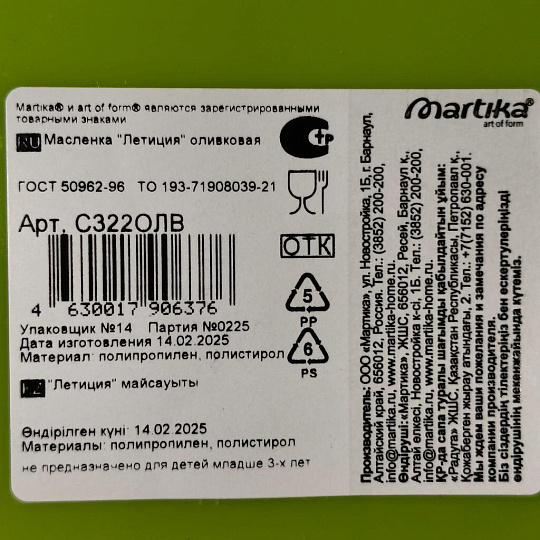 Martika® и art of form® являются зарегистрированными
товарными знаками
RU Масленка "Летиция" оливковая
ГОСТ 50962-96 ТО 193-71908039-21
Арт. С322ОЛВ
ОТК
4 630017 906376
5
PP
6
PS
Упаковщик №14 Партия №0225
Дата изготовления 14.02.2025
Материал: полипропилен, полистирол
KZ "Летиция" майсауыты
Өндірілген күні: 14.02.2025
Материалы: полипропилен, полистирол
не предназначено для детей младше 3-х лет
martika®
art of form
Производитель: ООО «Мартика», ул. Новостройка, 1Б, г. Барнаул,
Алтайский край, 656012, Россия. Тел.: (3852) 200-200,
info@martika.ru, www.martika-home.ru.
Өндіруші: «Мартика», ЖШС, 656012, Ресей, Барнаул қ.,
Алтай өлкесі, Новостройка к-сі, 1Б. Тел.: (3852) 200-200,
info@martika.ru, www.martika-home.ru.
ҚР-да сапа туралы шағымды қабылдайтын ұйым:
«Радуга» ЖШС, Қазақстан Республикасы, Петропавл қ.,
Қожаберген жырау атындағы, 2. Тел.: +7(7152) 630-001.
Мы ждем ваши пожелания и замечания по адресу
компании производителя.
Біз сіздердің тілектеріңіз бен ескертулеріңізді
өндірушінің мекенжайында күтеміз.